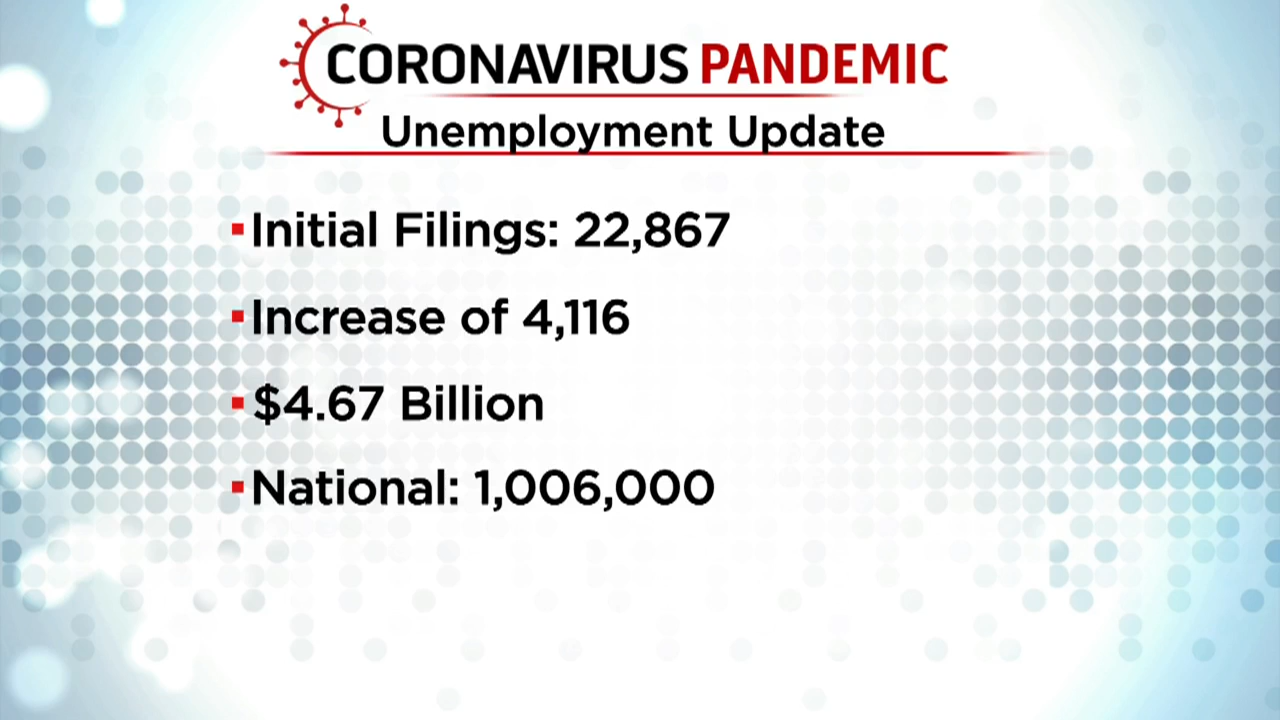 CORONAVIRUS PANDEMIC
Unemployment Update
Initial Filings: 22,867
Increase of 4,116
$4.67 Billion
National: 1,006,000